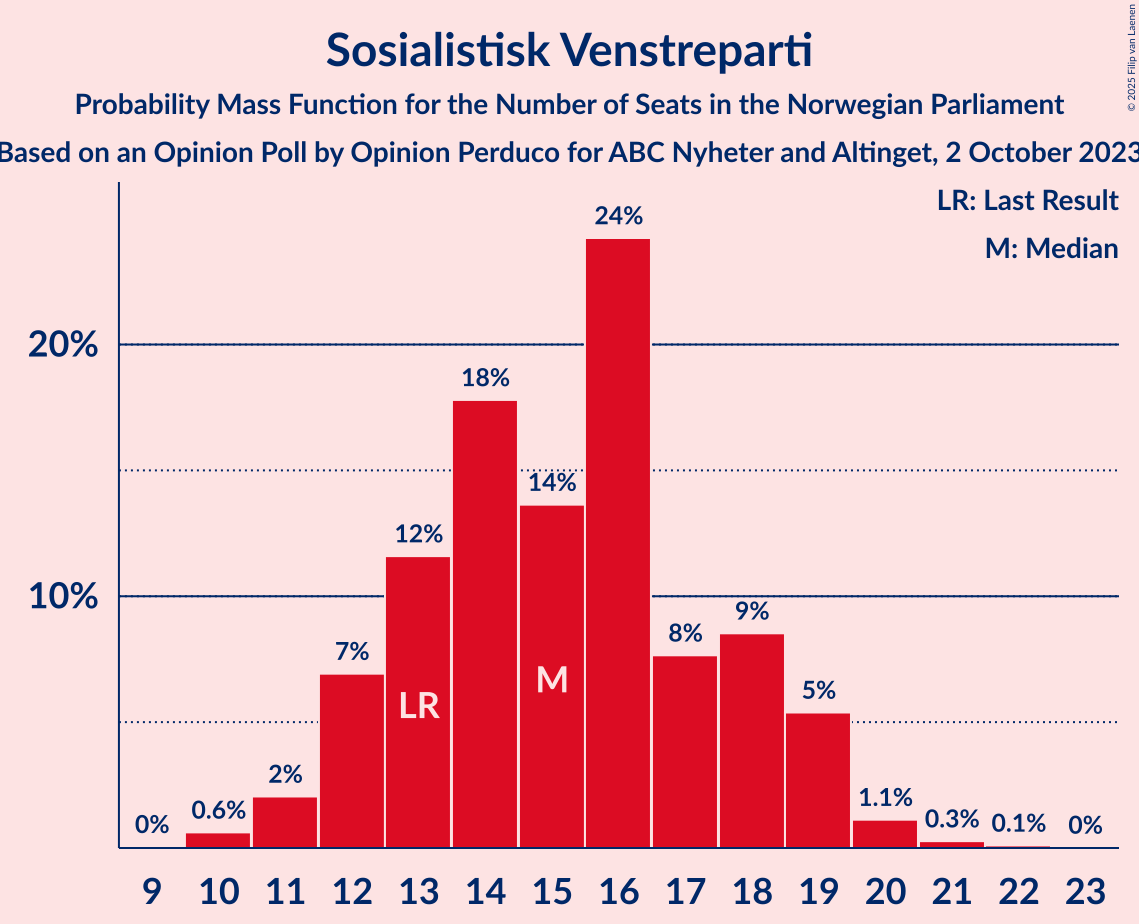 Sosialistisk Venstreparti
Probability Mass Function for the Number of Seats in the Norwegian Parliament
Based on an Opinion Poll by Opinion Perduco for ABC Nyheter and Altinget, 2 October 2023
© 2025 Filip van Laenen
LR: Last Result
M: Median
20%
10%
0%
0.6%
2%
7%
12%
18%
14%
24%
8%
9%
5%
1.1%
0.3%
0.1%
0%
LR
M
9 10 11 12 13 14 15 16 17 18 19 20 21 22 23